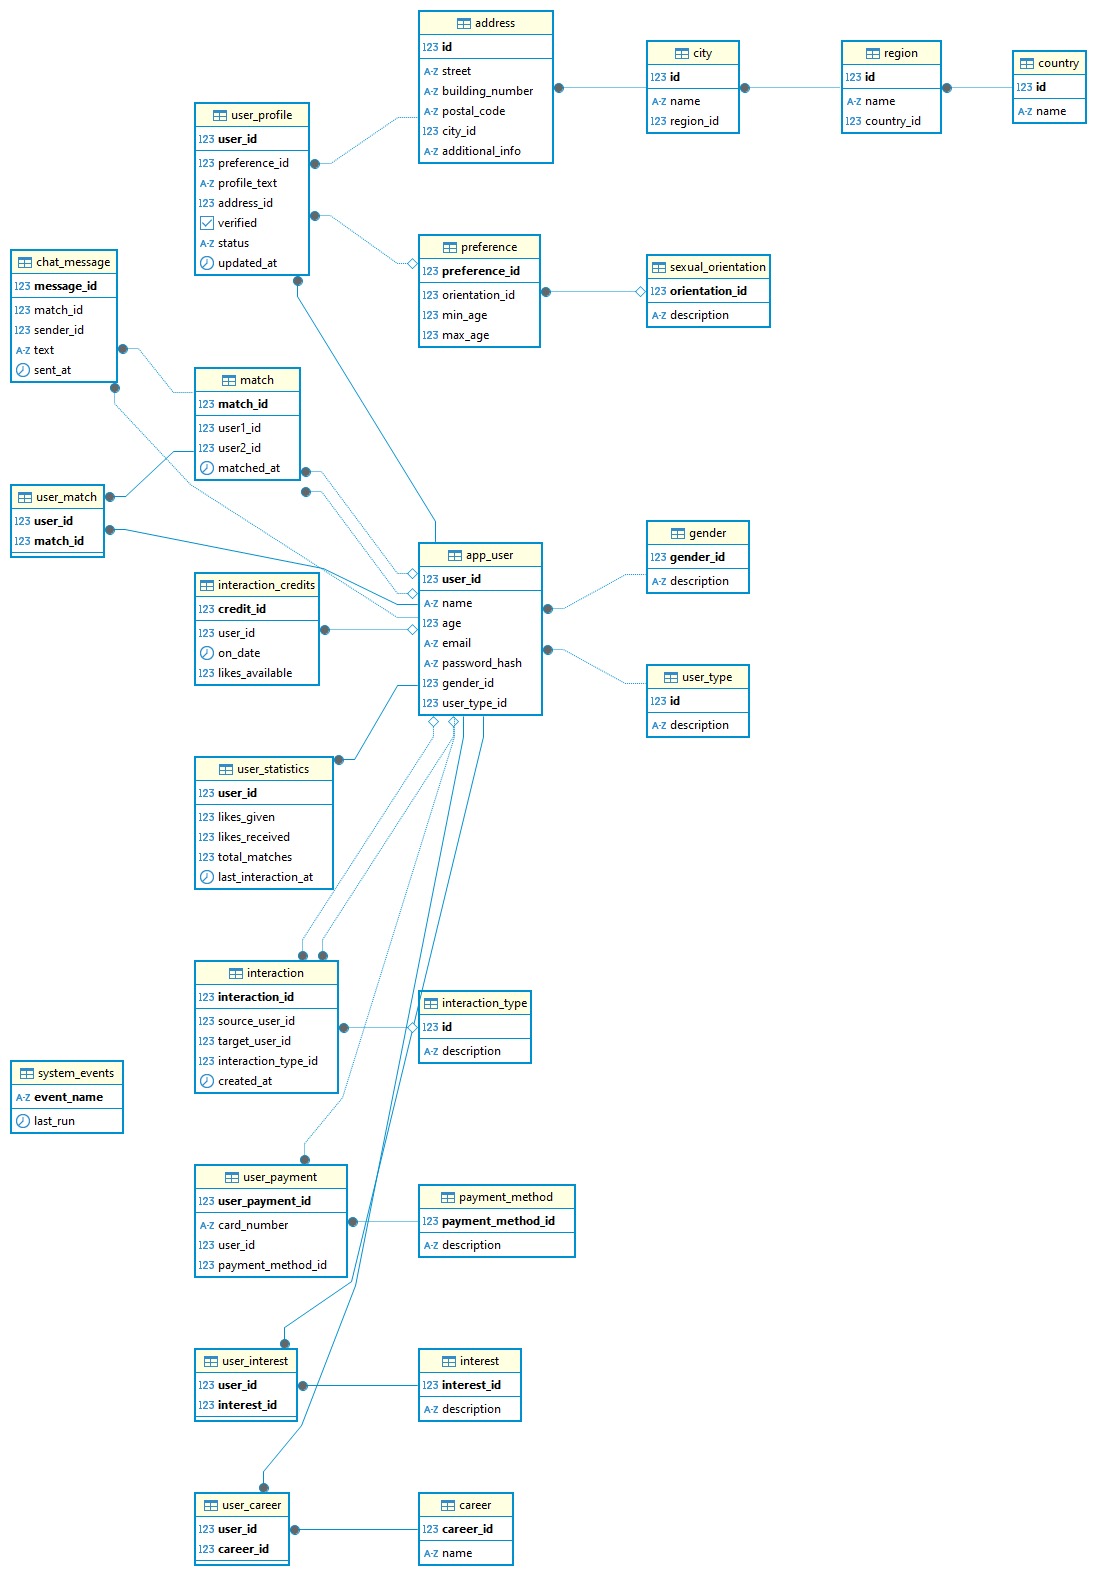 address
123 id
A-Z street
A-Z building_number
A-Z postal_code
123 city_id
A-Z additional_info
city
123 id
A-Z name
123 region_id
region
123 id
A-Z name
123 country_id
country
123 id
A-Z name
user_profile
123 user_id
123 preference_id
A-Z profile_text
123 address_id
verified
A-Z status
updated_at
preference
123 preference_id
123 orientation_id
123 min_age
123 max_age
sexual_orientation
123 orientation_id
A-Z description
chat_message
123 message_id
123 match_id
123 sender_id
A-Z text
sent_at
match
123 match_id
123 user1_id
123 user2_id
matched_at
user_match
123 user_id
123 match_id
app_user
123 user_id
A-Z name
123 age
A-Z email
A-Z password_hash
123 gender_id
123 user_type_id
gender
123 gender_id
A-Z description
interaction_credits
123 credit_id
123 user_id
on_date
123 likes_available
user_type
123 id
A-Z description
user_statistics
123 user_id
123 likes_given
123 likes_received
123 total_matches
last_interaction_at
interaction
123 interaction_id
123 source_user_id
123 target_user_id
123 interaction_type_id
created_at
interaction_type
123 id
A-Z description
system_events
A-Z event_name
last_run
user_payment
123 user_payment_id
A-Z card_number
123 user_id
123 payment_method_id
payment_method
123 payment_method_id
A-Z description
user_interest
123 user_id
123 interest_id
interest
123 interest_id
A-Z description
user_career
123 user_id
123 career_id
career
123 career_id
A-Z name